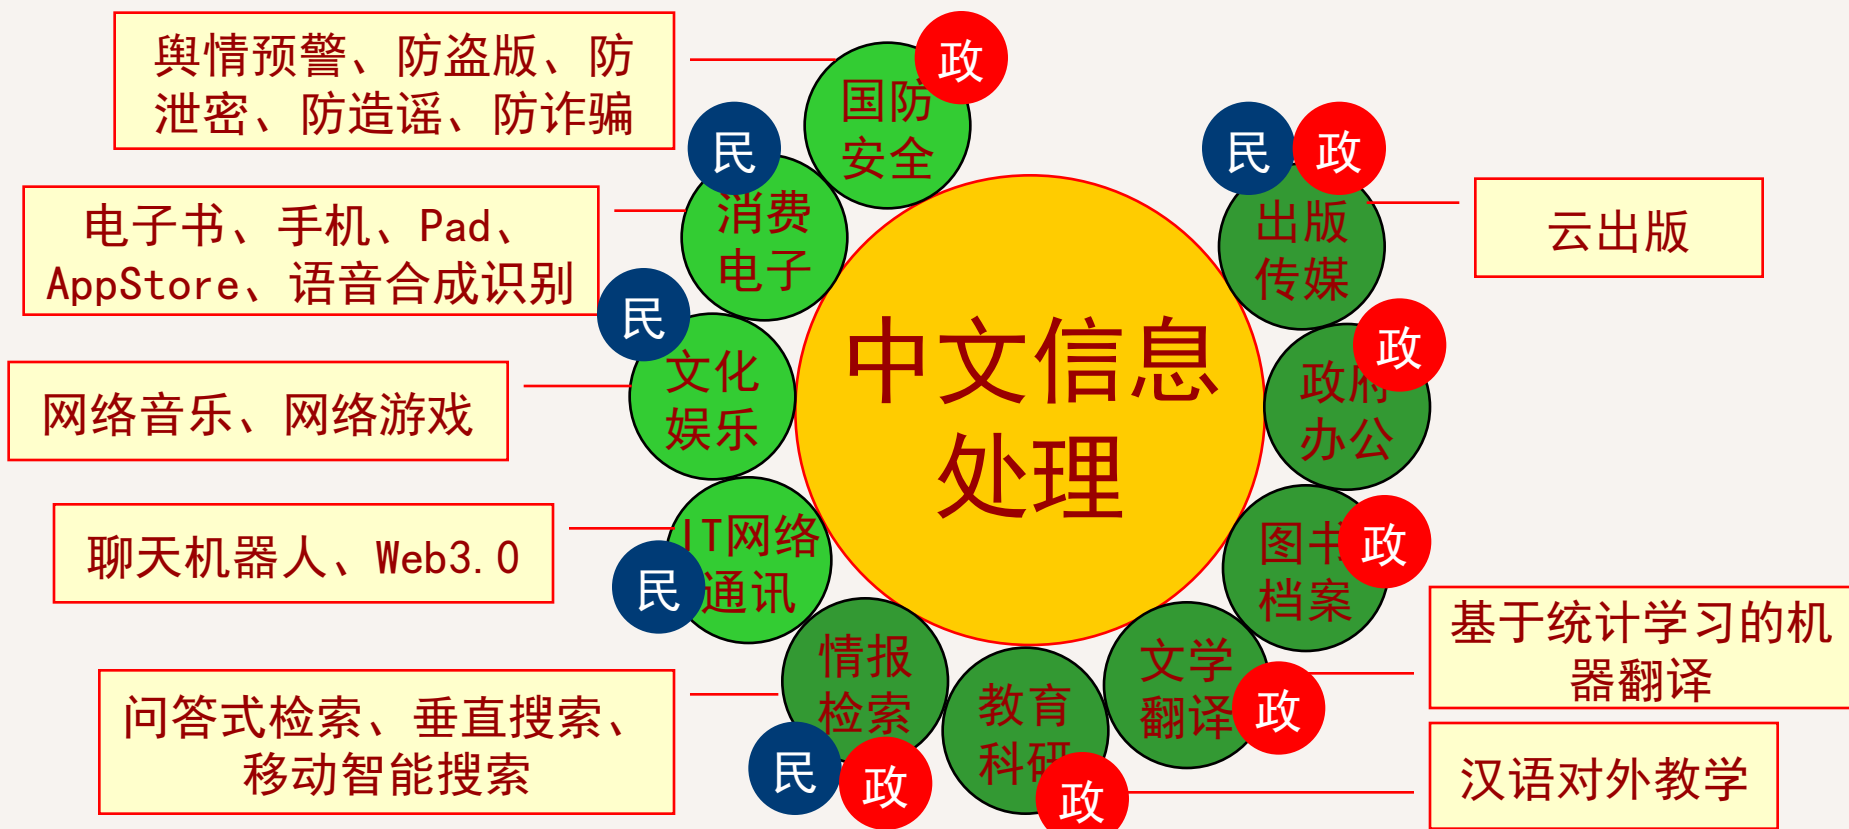 舆情预警、防盗版、防
泄密、防造谣、防诈骗
政
国防
安全
民
消费
电子
电子书、手机、Pad、
AppStore、语音合成识别
民
文化
娱乐
网络音乐、网络游戏
IT网络
通讯
民
聊天机器人、Web3.0
情报
检索
民
政
问答式检索、垂直搜索、
移动智能搜索
中文信息
处理
民
政
出版
传媒
云出版
政
政府
办公
政
图书
档案
文学
翻译
政
基于统计学习的机
器翻译
教育
科研
政
汉语对外教学